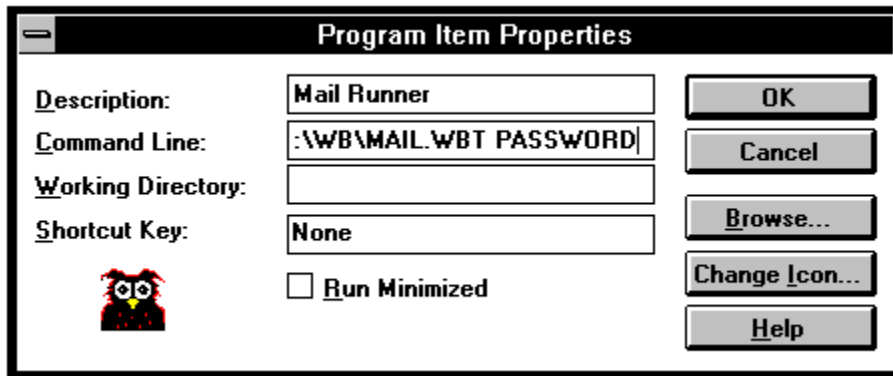 Program Item Properties
Description: Mail Runner
Command Line: :\WB\MAIL.WBT PASSWORD
Working Directory:
Shortcut Key: None
Run Minimized
OK
Cancel
Browse...
Change Icon...
Help